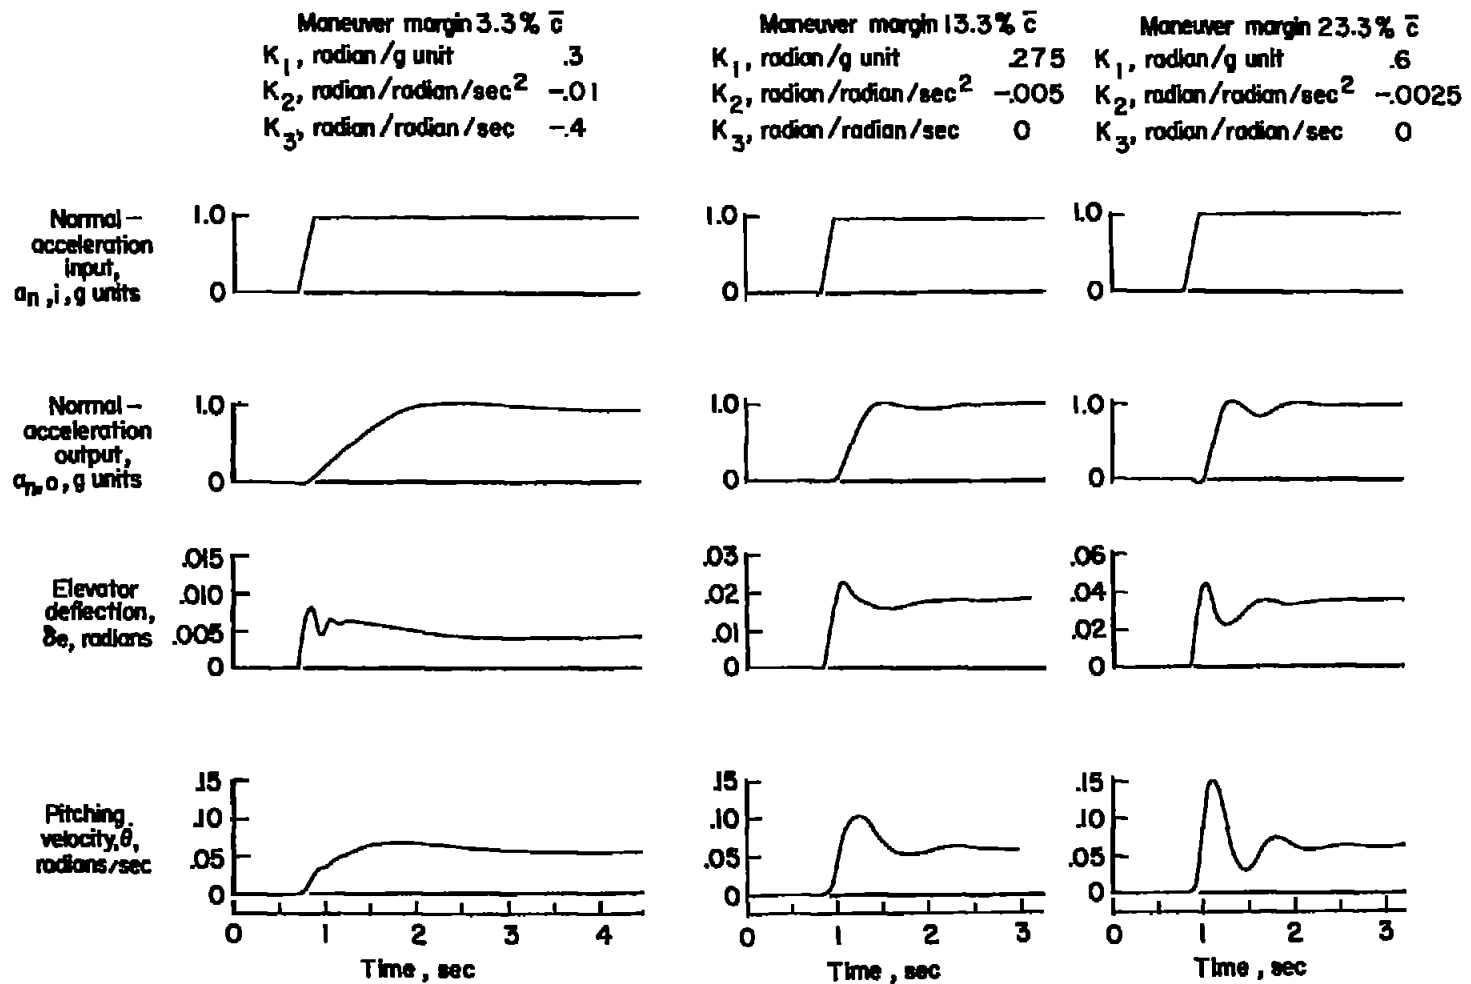 Maneuver margin 3.3% c̄
K₁, radian/g unit .3
K₂, radian/radian/sec² -.01
K₃, radian/radian/sec -.4
Maneuver margin 13.3% c̄
K₁, radian/g unit .275
K₂, radian/radian/sec² -.005
K₃, radian/radian/sec 0
Maneuver margin 23.3% c̄
K₁, radian/g unit .6
K₂, radian/radian/sec² -.0025
K₃, radian/radian/sec 0
Normal-
acceleration
input,
aₙ,i, g units
1.0
0
1.0
0
1.0
0
Normal-
acceleration
output,
aₙ,o, g units
1.0
0
1.0
0
1.0
0
Elevator
deflection,
δe, radians
.015
.010
.005
0
.03
.02
.01
0
.06
.04
.02
0
Pitching
velocity, θ̇,
radians/sec
.15
.10
.05
0
.15
.10
.05
0
.15
.10
.05
0
0 1 2 3 4
Time, sec
0 1 2 3
Time, sec
0 1 2 3
Time, sec